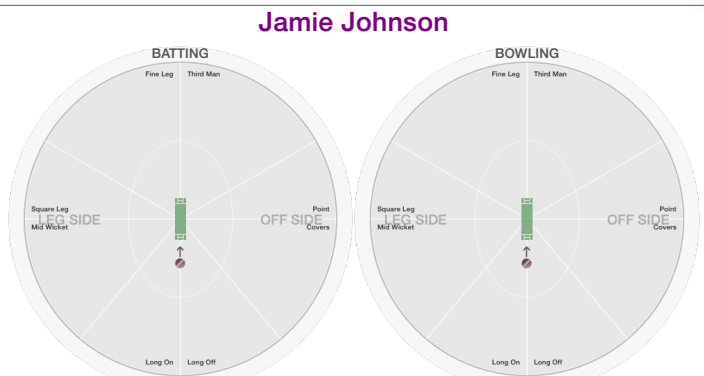 Jamie Johnson
BATTING
Fine Leg Third Man
Square Leg Point
LEG SIDE OFF SIDE
Mid Wicket Covers
Long On Long Off
BOWLING
Fine Leg Third Man
Square Leg Point
LEG SIDE OFF SIDE
Mid Wicket Covers
Long On Long Off